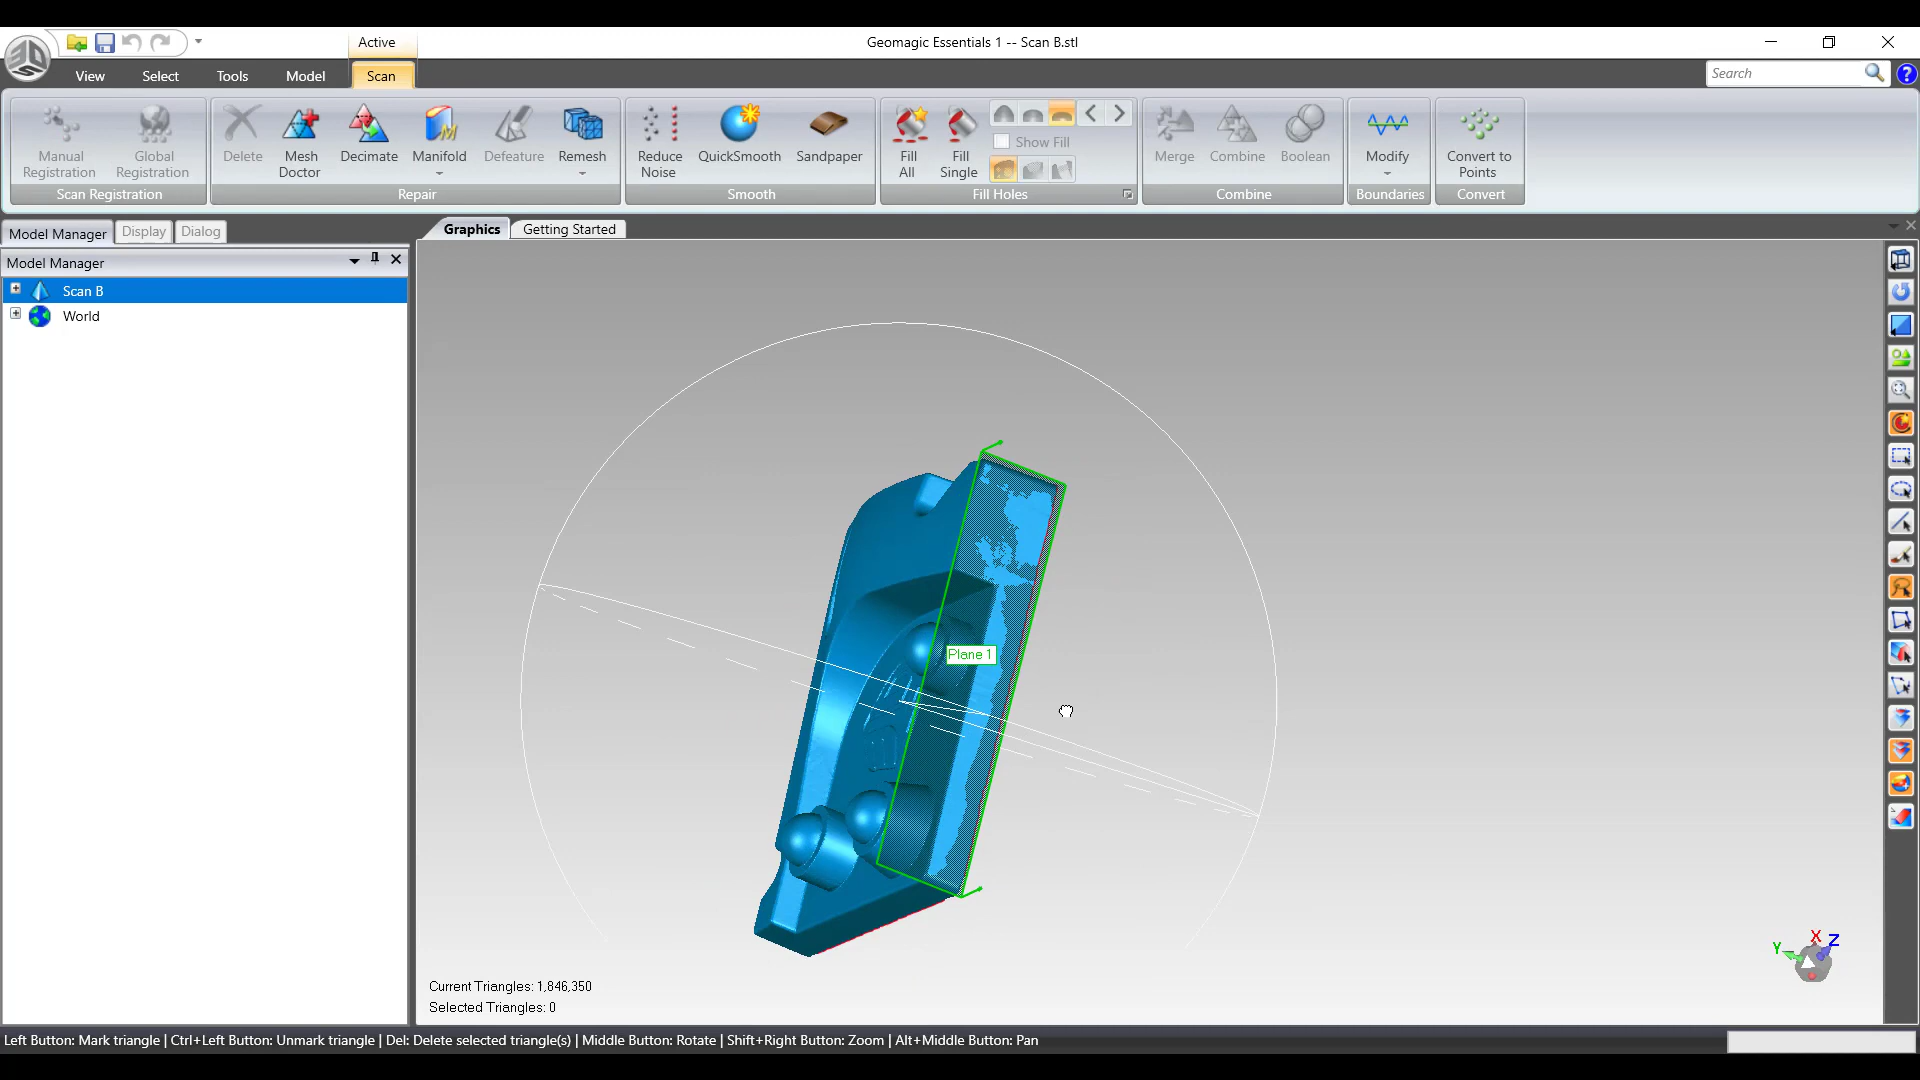 Active
Geomagic Essentials 1 -- Scan B.stl
View
Select
Tools
Model
Scan
Search
?
Manual
Registration
Global
Registration
Scan Registration
Delete
Mesh
Doctor
Decimate
Manifold
Defeature
Remesh
Repair
Reduce
Noise
QuickSmooth
Sandpaper
Smooth
Fill
All
Fill
Single
Show Fill
Fill Holes
Merge
Combine
Boolean
Combine
Modify
Boundaries
Convert to
Points
Convert
Model Manager
Display
Dialog
Graphics
Getting Started
Model Manager
Scan B
World
Plane 1
X
Y
Z
Current Triangles: 1,846,350
Selected Triangles: 0
Left Button: Mark triangle | Ctrl+Left Button: Unmark triangle | Del: Delete selected triangle(s) | Middle Button: Rotate | Shift+Right Button: Zoom | Alt+Middle Button: Pan